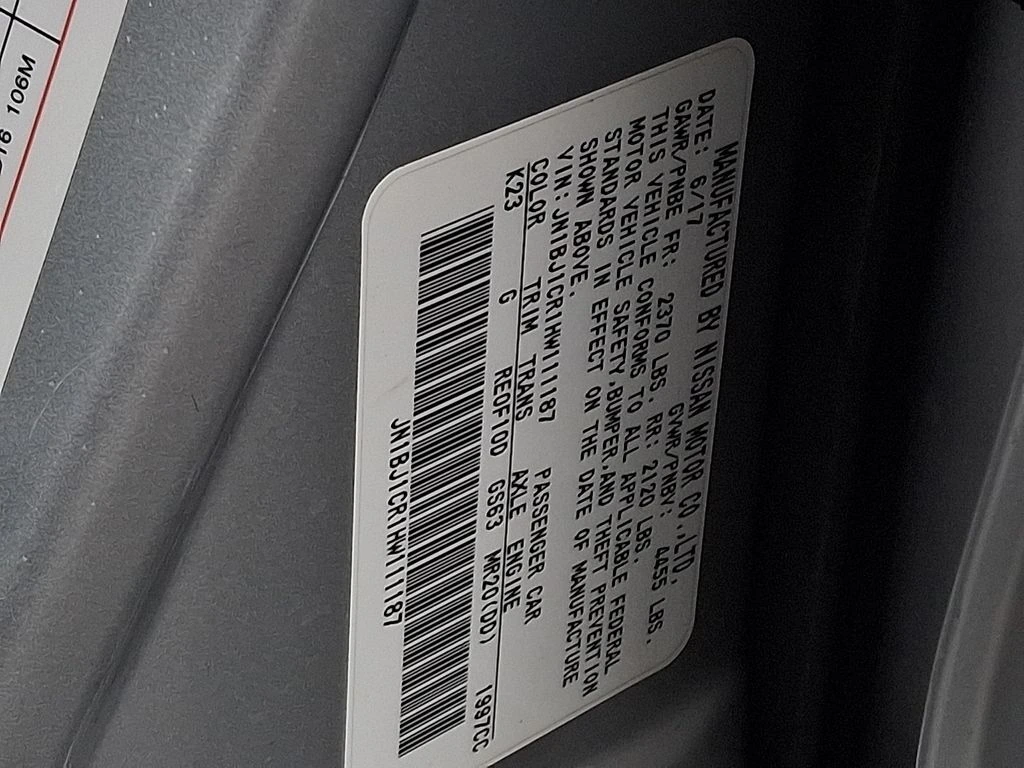 MANUFACTURED BY NISSAN MOTOR CO.,LTD.
DATE: 6/17 GVWR/PNBV: 4455 LBS.
GAWR/PNBE FR: 2370 LBS. RR: 2120 LBS.
THIS VEHICLE CONFORMS TO ALL APPLICABLE FEDERAL
MOTOR VEHICLE SAFETY,BUMPER,AND THEFT PREVENTION
STANDARDS IN EFFECT ON THE DATE OF MANUFACTURE
SHOWN ABOVE.
VIN: JN1BJ1CR1HW111187 PASSENGER CAR
COLOR TRIM TRANS AXLE ENGINE
K23 G RE0F10D GS63 MR20(DD) 1997CC
JN1BJ1CR1HW111187
16 106M